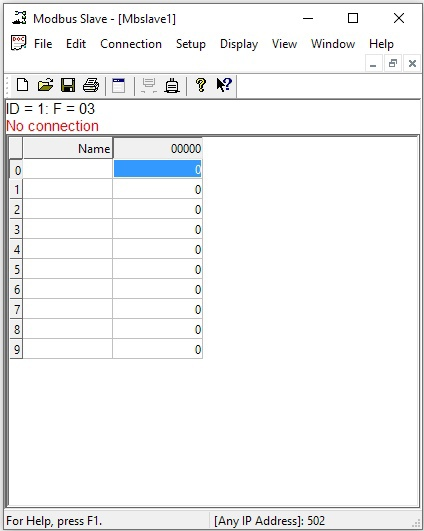 Modbus Slave - [Mbslave1]
File Edit Connection Setup Display View Window Help
ID = 1: F = 03
No connection
Name 00000
0 0
1 0
2 0
3 0
4 0
5 0
6 0
7 0
8 0
9 0
For Help, press F1. [Any IP Address]: 502